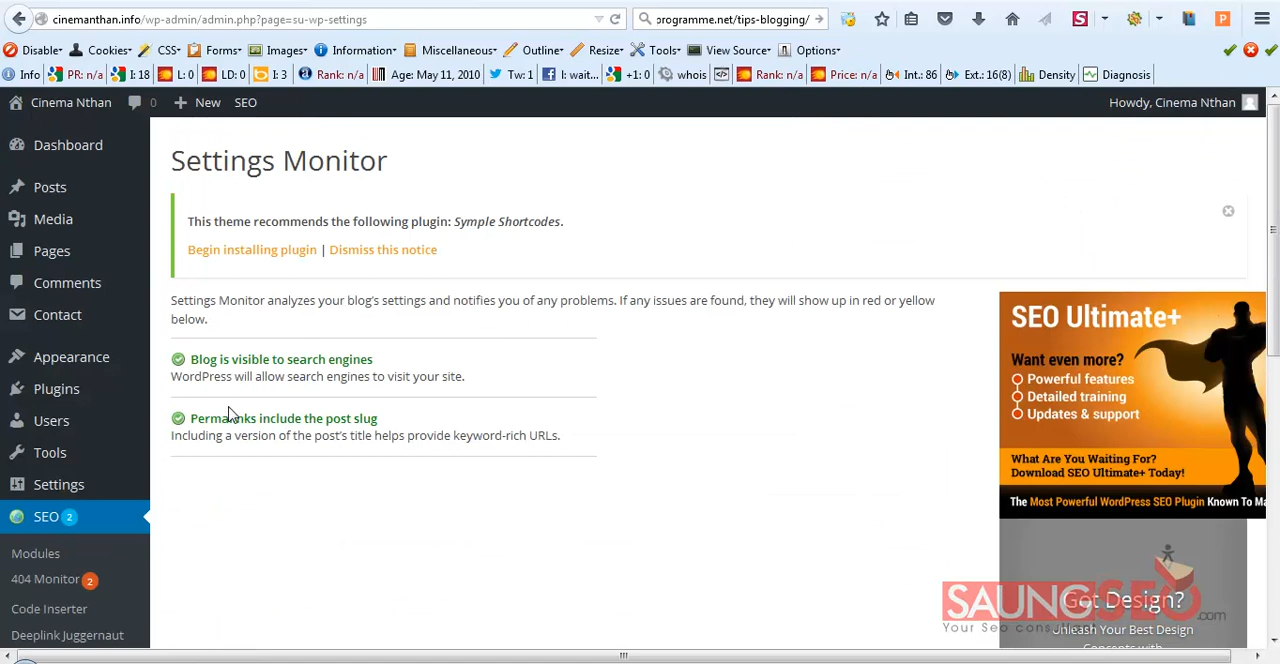 cinemanthan.info/wp-admin/admin.php?page=su-wp-settings
programme.net/tips-blogging/
Disable Cookies CSS Forms Images Information Miscellaneous Outline Resize Tools View Source Options
Info PR: n/a I: 18 L: 0 LD: 0 I: 3 Rank: n/a Age: May 11, 2010 Tw: 1 I: wait... +1: 0 whois Rank: n/a Price: n/a Int.: 86 Ext.: 16(8) Density Diagnosis
Cinema Nthan 0 New SEO Howdy, Cinema Nthan
Dashboard
Posts
Media
Pages
Comments
Contact
Appearance
Plugins
Users
Tools
Settings
SEO 2
Modules
404 Monitor 2
Code Inserter
Deeplink Juggernaut
Settings Monitor
This theme recommends the following plugin: Symple Shortcodes.
Begin installing plugin | Dismiss this notice
Settings Monitor analyzes your blog's settings and notifies you of any problems. If any issues are found, they will show up in red or yellow
below.
Blog is visible to search engines
WordPress will allow search engines to visit your site.
Permalinks include the post slug
Including a version of the post's title helps provide keyword-rich URLs.
SEO Ultimate+
Want even more?
Powerful features
Detailed training
Updates & support
What Are You Waiting For?
Download SEO Ultimate+ Today!
The Most Powerful WordPress SEO Plugin Known To Ma
Got Design?
Unleash Your Best Design
Concepts with
SAUNGSEO.com
Your Seo cons